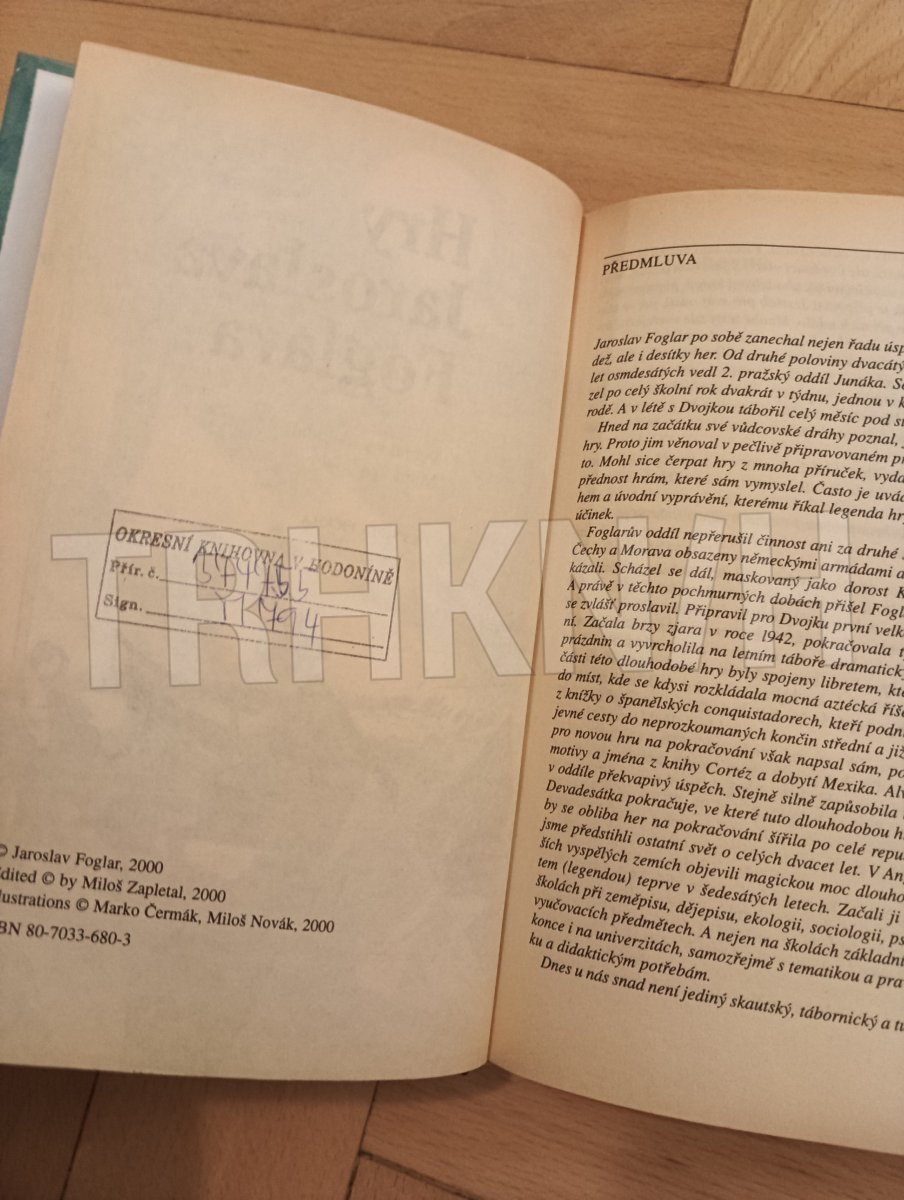 OKRESNÍ KNIHOVNA V HODONÍNĚ
Přír. č.
Sign.
Jaroslav Foglar, 2000
Edited © by Miloš Zapletal, 2000
Illustrations © Marko Čermák, Miloš Novák, 2000
BN 80-7033-680-3
PŘEDMLUVA
Jaroslav Foglar po sobě zanechal nejen řadu úsp
dež, ale i desítky her. Od druhé poloviny dvacátý
let osmdesátých vedl 2. pražský oddíl Junáka. Sc
zel po celý školní rok dvakrát v týdnu, jednou v k
rodě. A v létě s Dvojkou tábořil celý měsíc pod st
Hned na začátku své vůdcovské dráhy poznal, j
hry. Proto jim věnoval v pečlivě připravovaném p
to. Mohl sice čerpat hry z mnoha příruček, vyda
přednost hrám, které sám vymyslel. Často je uvád
hem a úvodní vyprávění, kterému říkal legenda hry
účinek.
Foglarův oddíl nepřerušil činnost ani za druhé
Čechy a Morava obsazeny německými armádami a
kázali. Scházel se dál, maskovaný jako dorost K
A právě v těchto pochmurných dobách přišel Fogla
se zvlášť proslavil. Připravil pro Dvojku první velk
ní. Začala brzy zjara v roce 1942, pokračovala t
prázdnin a vyvrcholila na letním táboře dramatick
části této dlouhodobé hry byly spojeny libretem, kt
do míst, kde se kdysi rozkládala mocná aztécká říše
z knížky o španělských conquistadorech, kteří podn
jevné cesty do neprozkoumaných končin střední a již
pro novou hru na pokračování však napsal sám, po
motivy a jména z knihy Cortéz a dobytí Mexika. Alv
v oddíle překvapivý úspěch. Stejně silně zapůsobila
Devadesátka pokračuje, ve které tuto dlouhodobou h
by se obliba her na pokračování šířila po celé repu
jsme předstihli ostatní svět o celých dvacet let. V An
ších vyspělých zemích objevili magickou moc dlouho
tem (legendou) teprve v šedesátých letech. Začali ji
školách při zeměpisu, dějepisu, ekologii, sociologii, ps
vyučovacích předmětech. A nejen na školách základní
konce i na univerzitách, samozřejmě s tematikou a pra
ku a didaktickým potřebám.
Dnes u nás snad není jediný skautský, tábornický a tu